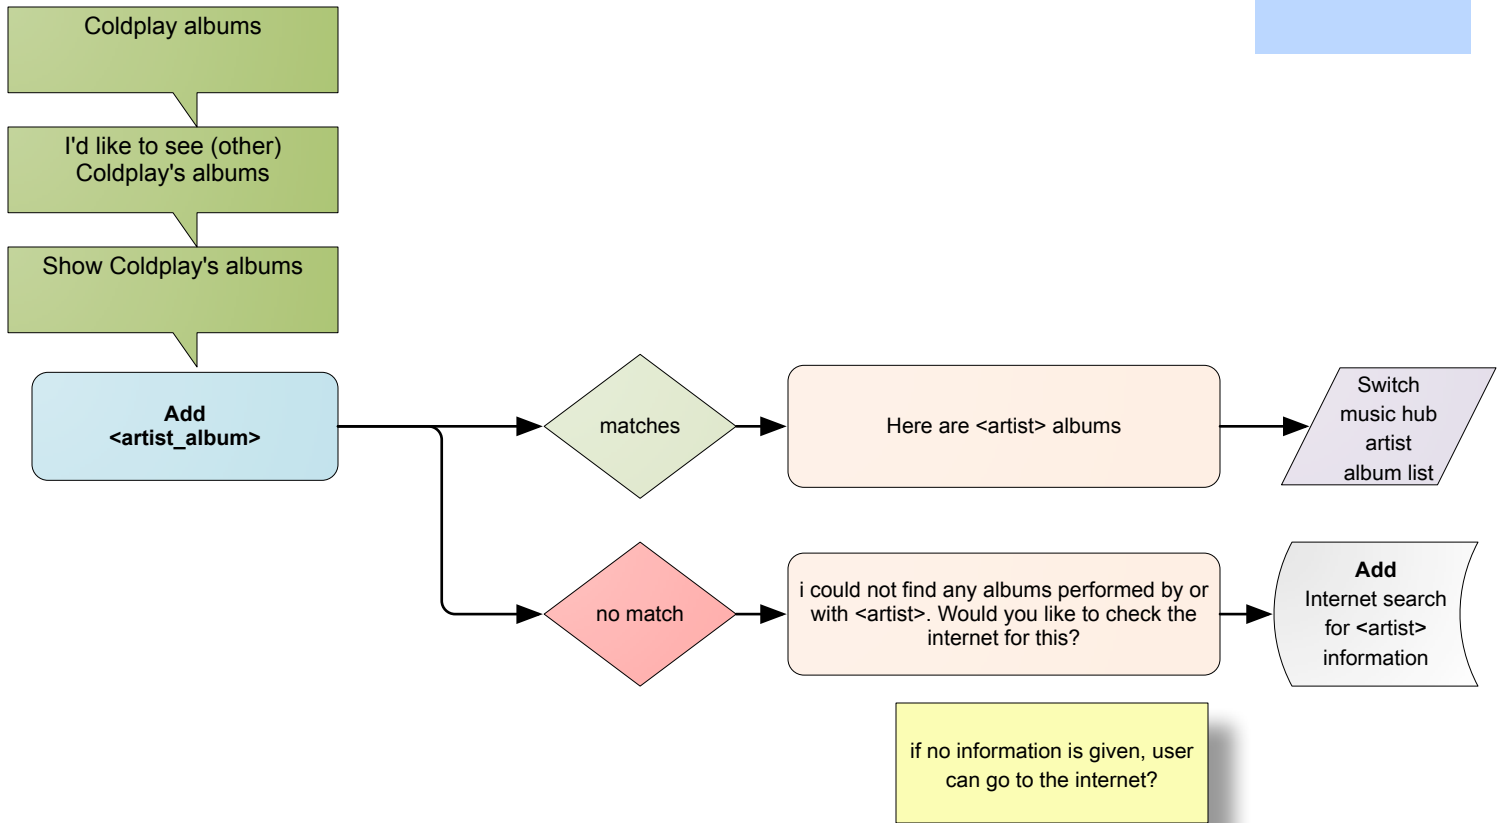 Coldplay albums
I'd like to see (other)
Coldplay's albums
Show Coldplay's albums
Add
<artist_album>
matches
Here are <artist> albums
Switch
music hub
artist
album list
no match
i could not find any albums performed by or
with <artist>. Would you like to check the
internet for this?
Add
Internet search
for <artist>
information
if no information is given, user
can go to the internet?